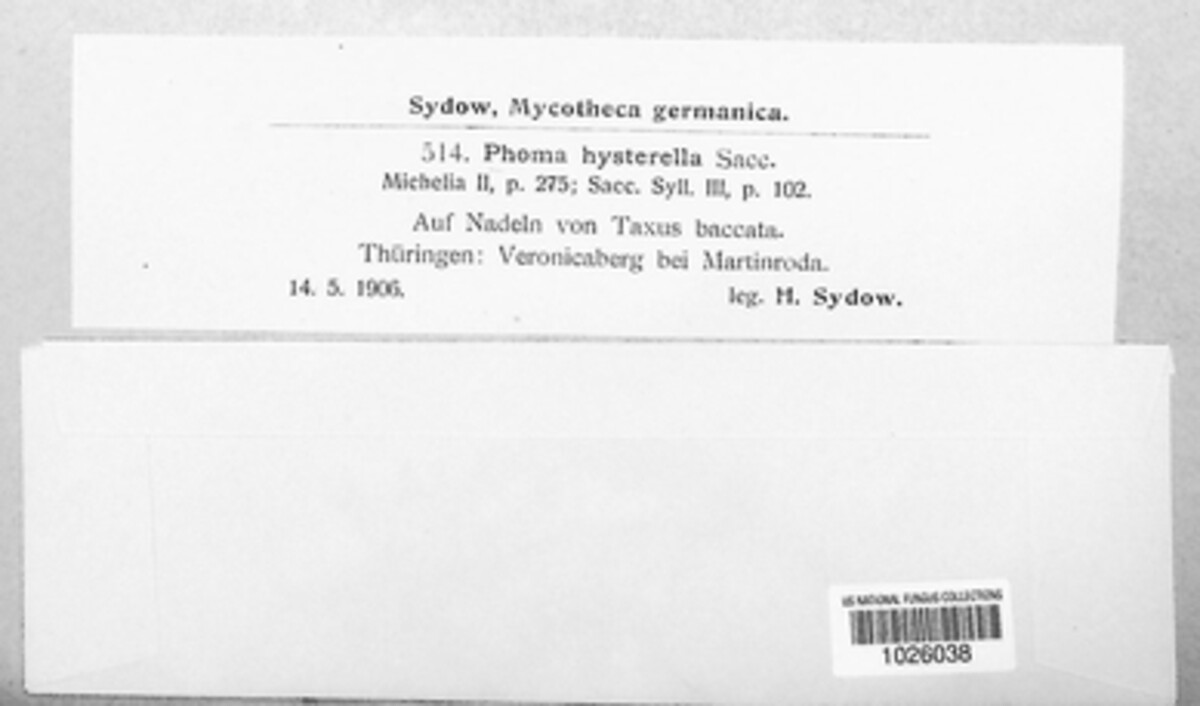 Sydow, Mycotheca germanica.
514. Phoma hysterella Sacc.
Michelia II, p. 275; Sacc. Syll. III, p. 102.
Auf Nadeln von Taxus baccata.
Thüringen: Veronicaberg bei Martinroda.
14. 5. 1906.
leg. H. Sydow.
US NATIONAL FUNGUS COLLECTIONS
1026038